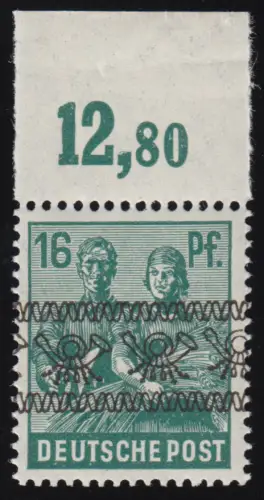 12,80
16 Pf.
DEUTSCHE POST